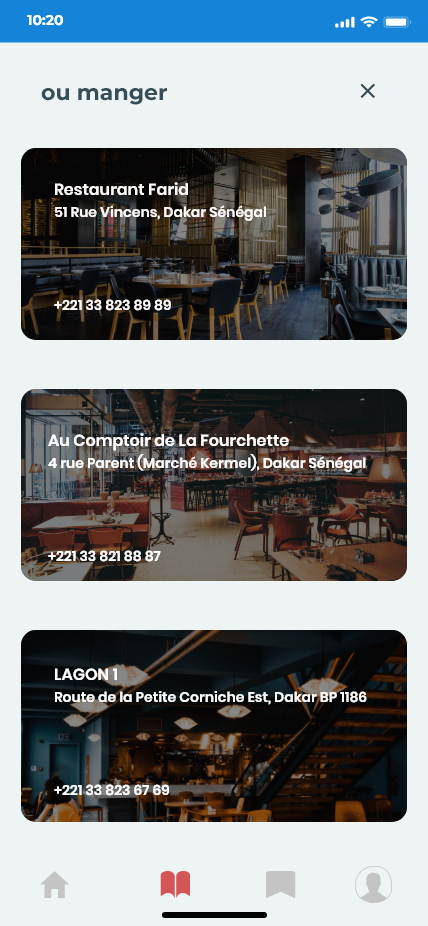 10:20
ou manger
Restaurant Farid
51 Rue Vincens, Dakar Sénégal
+221 33 823 89 89
Au Comptoir de La Fourchette
4 rue Parent (Marché Kermel), Dakar Sénégal
+221 33 821 88 87
LAGON 1
Route de la Petite Corniche Est, Dakar BP 1186
+221 33 823 67 69